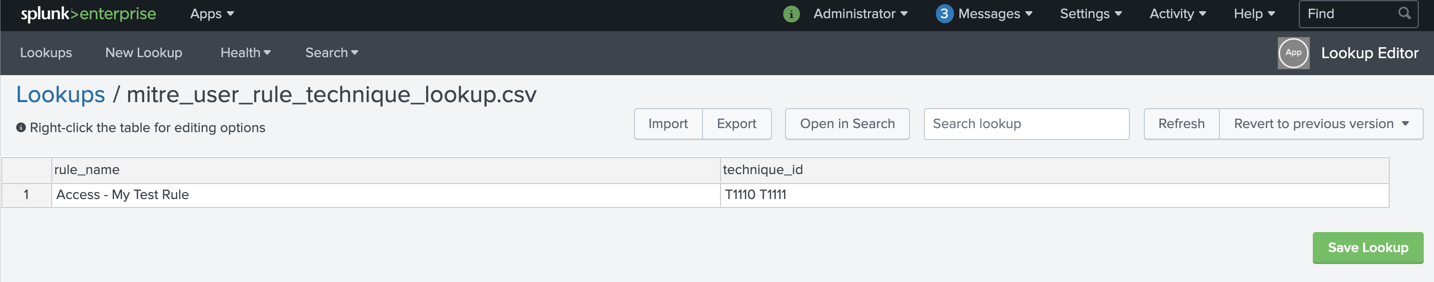 splunk>enterprise Apps i Administrator 3 Messages Settings Activity Help Find
Lookups New Lookup Health Search App Lookup Editor
Lookups / mitre_user_rule_technique_lookup.csv
Right-click the table for editing options
Import Export Open in Search Search lookup Refresh Revert to previous version
rule_name technique_id
1 Access - My Test Rule T1110 T1111
Save Lookup